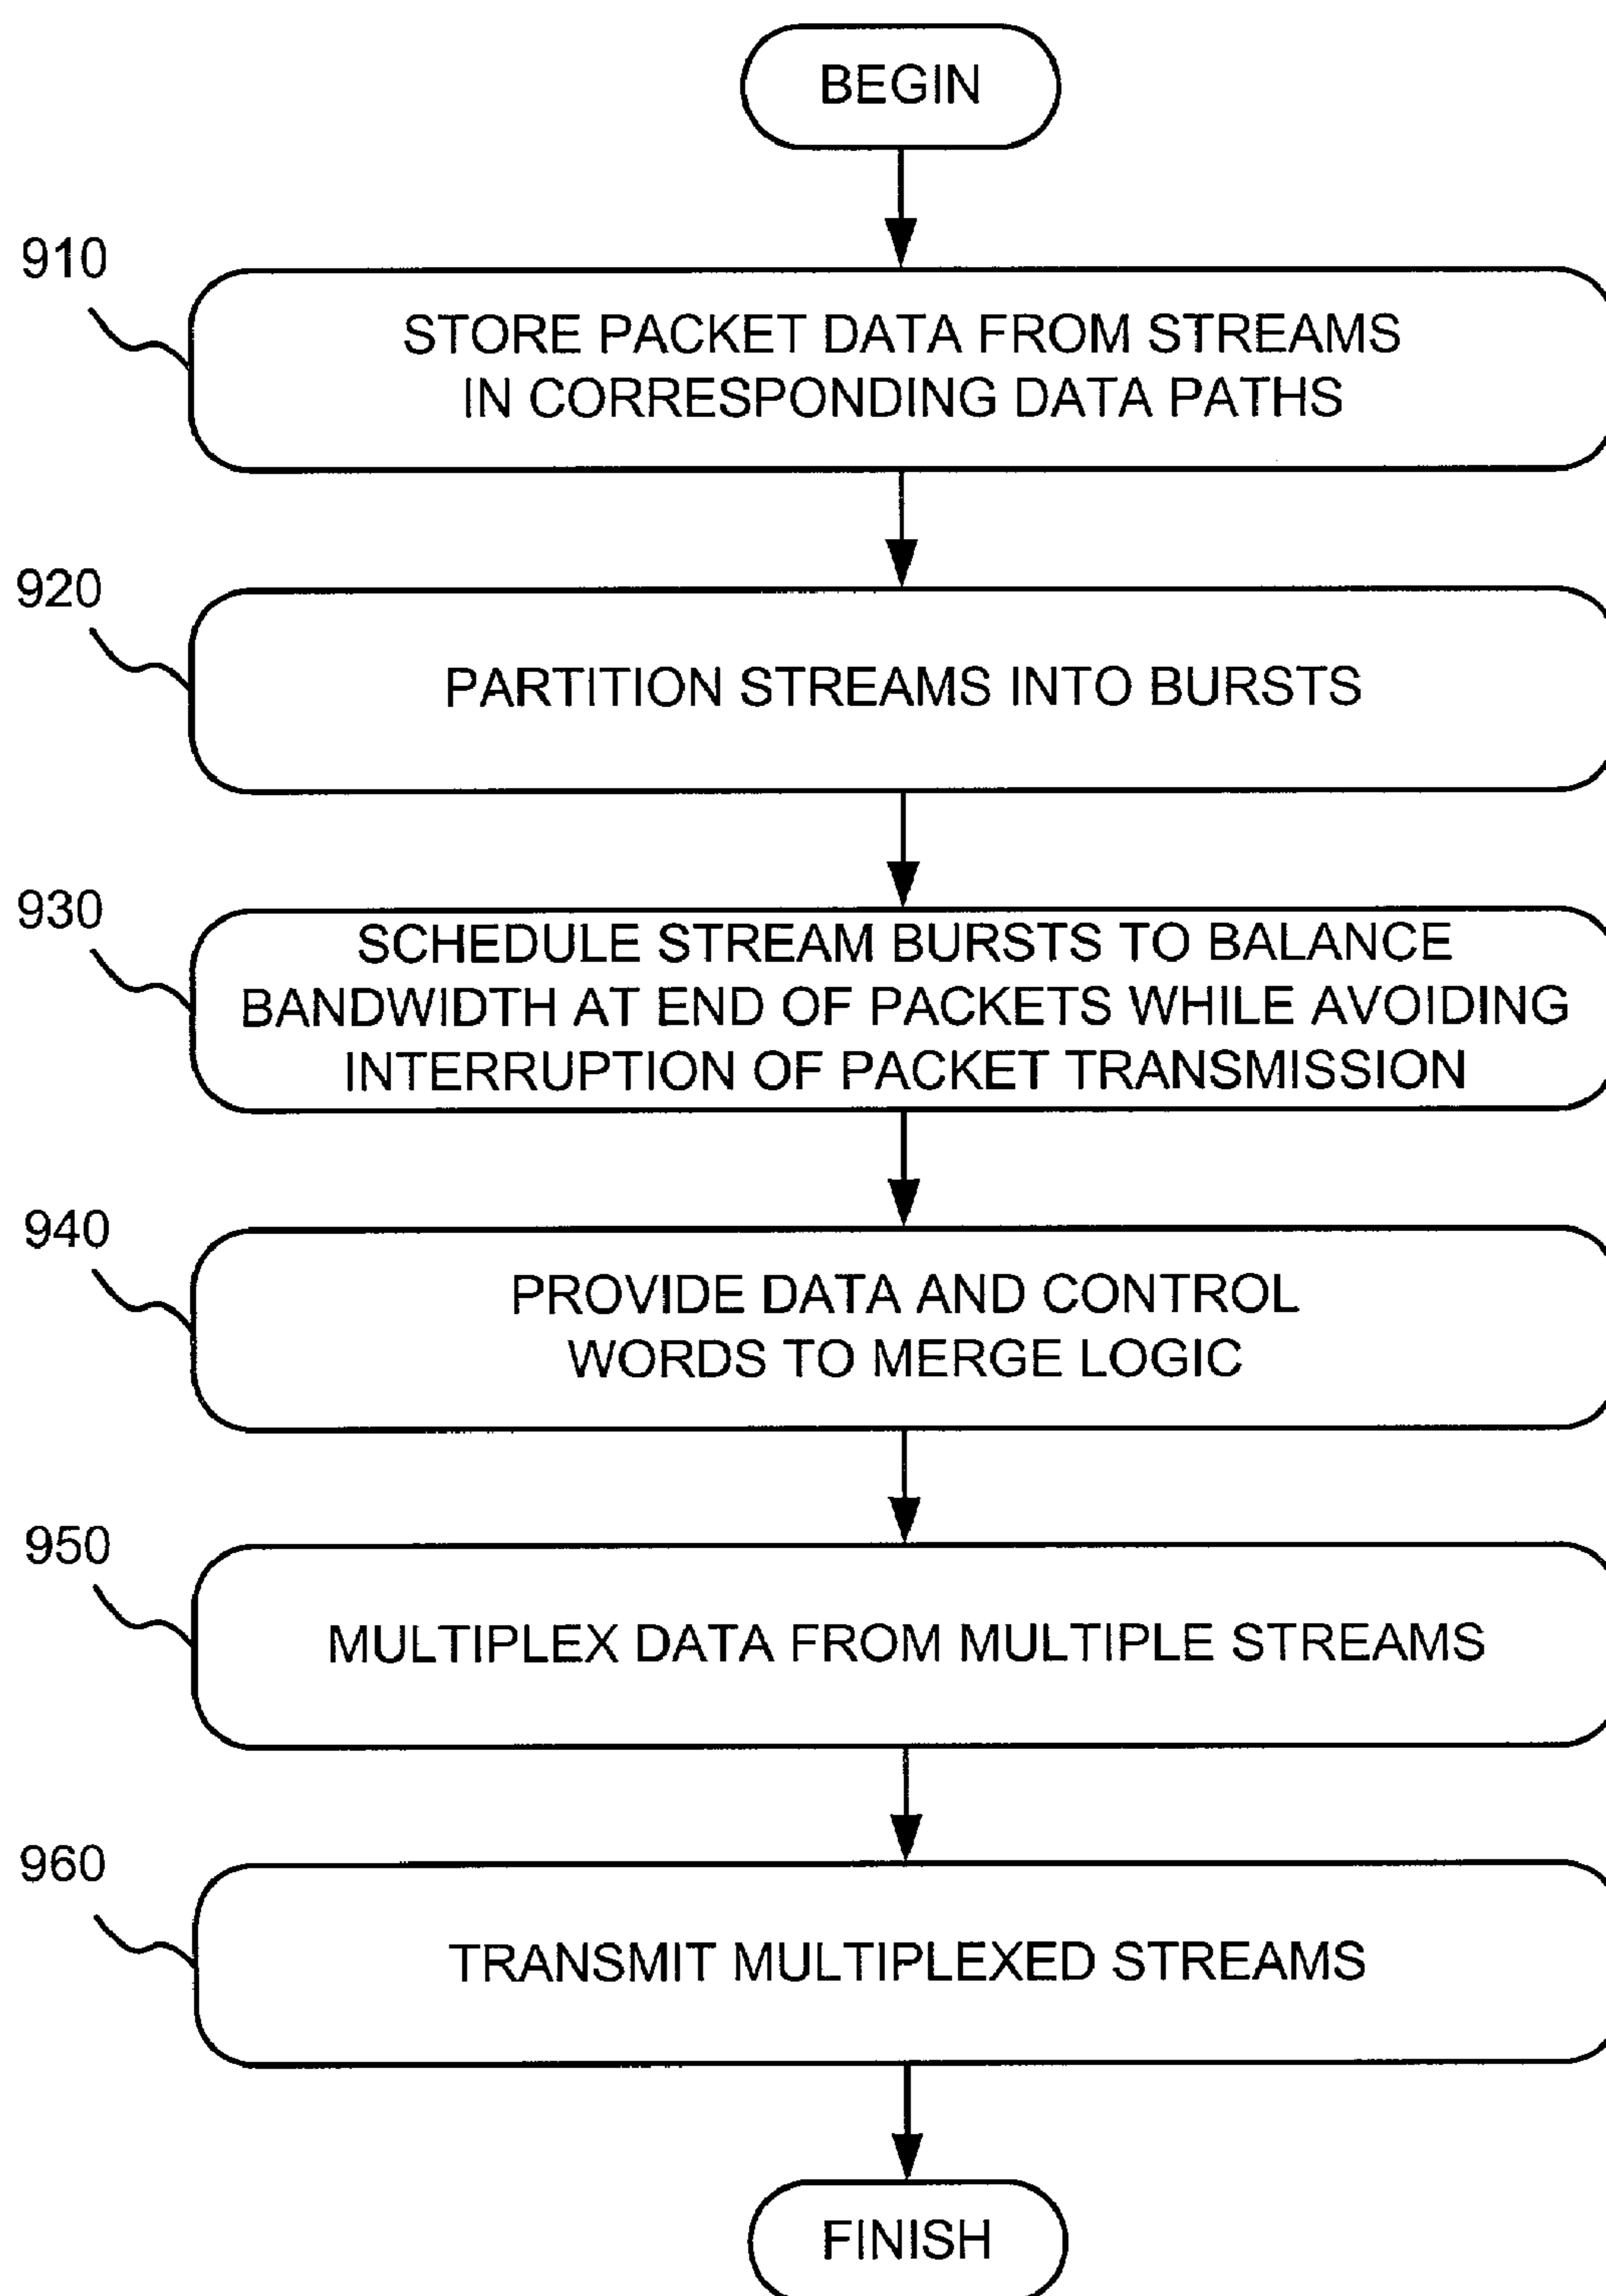 BEGIN
910
STORE PACKET DATA FROM STREAMS
IN CORRESPONDING DATA PATHS
920
PARTITION STREAMS INTO BURSTS
930
SCHEDULE STREAM BURSTS TO BALANCE
BANDWIDTH AT END OF PACKETS WHILE AVOIDING
INTERRUPTION OF PACKET TRANSMISSION
940
PROVIDE DATA AND CONTROL
WORDS TO MERGE LOGIC
950
MULTIPLEX DATA FROM MULTIPLE STREAMS
960
TRANSMIT MULTIPLEXED STREAMS
FINISH